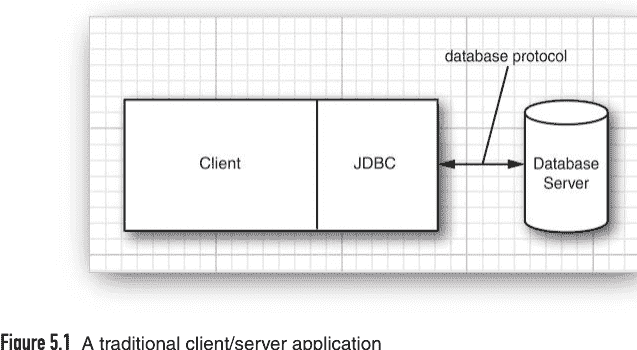 database protocol
Client
JDBC
Database
Server
Figure 5.1 A traditional client/server application